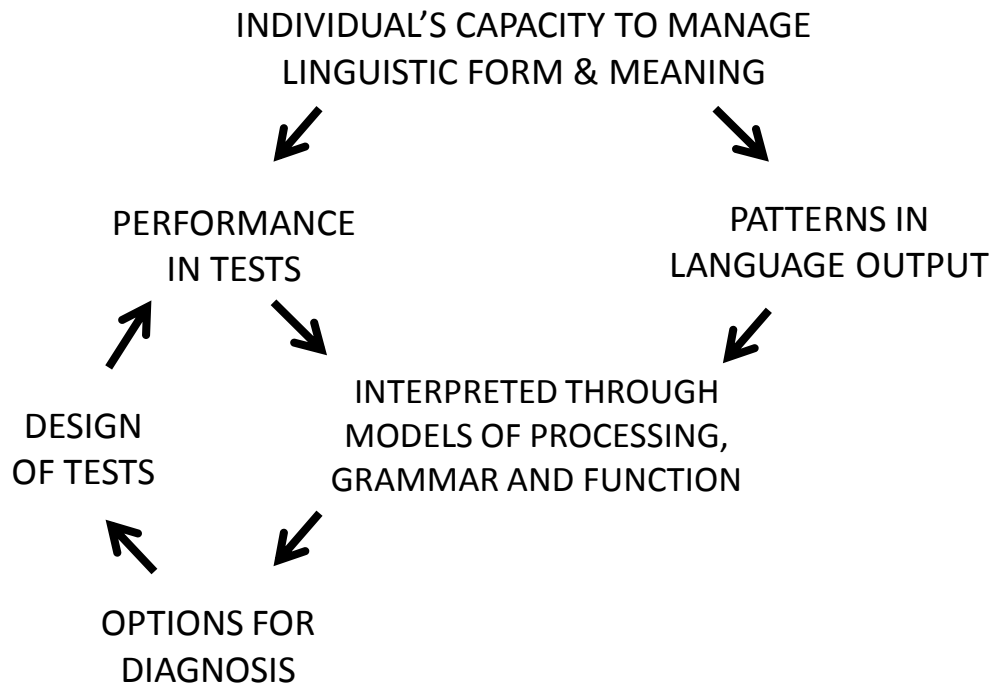 INDIVIDUAL’S CAPACITY TO MANAGE
LINGUISTIC FORM & MEANING
PERFORMANCE
IN TESTS
PATTERNS IN
LANGUAGE OUTPUT
INTERPRETED THROUGH
MODELS OF PROCESSING,
GRAMMAR AND FUNCTION
DESIGN
OF TESTS
OPTIONS FOR
DIAGNOSIS